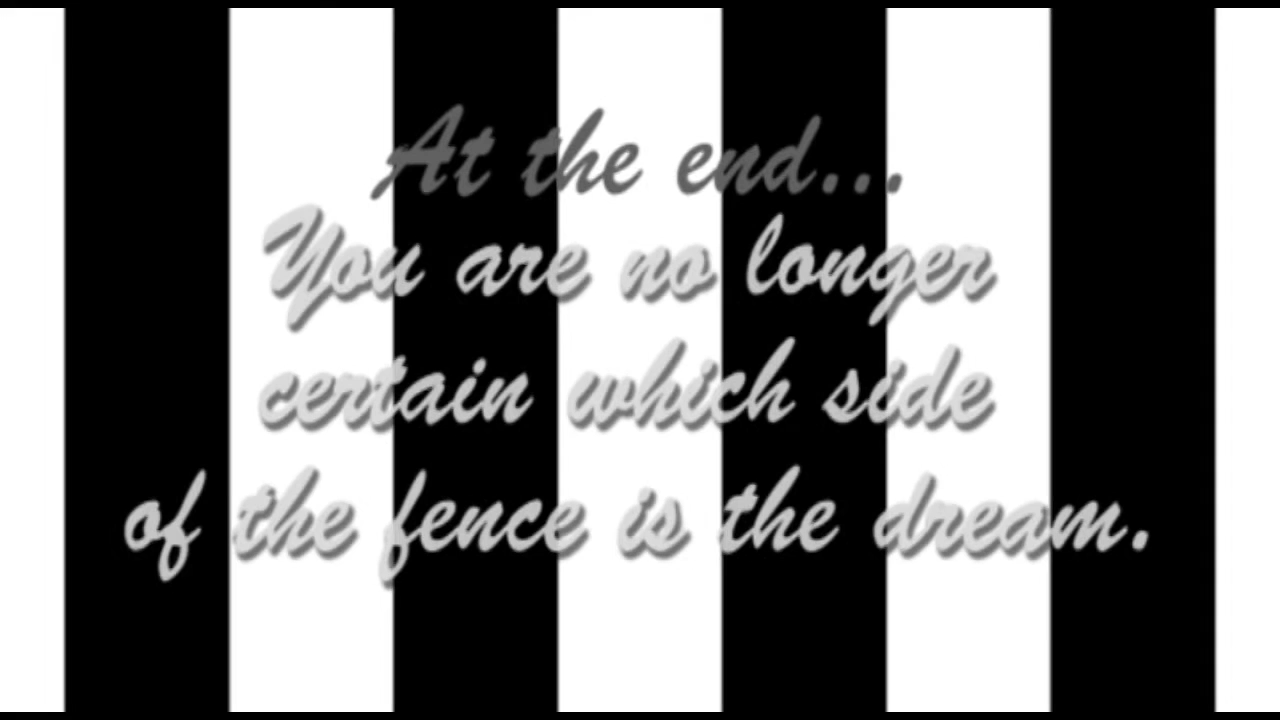 At the end...
You are no longer
certain which side
of the fence is the dream.